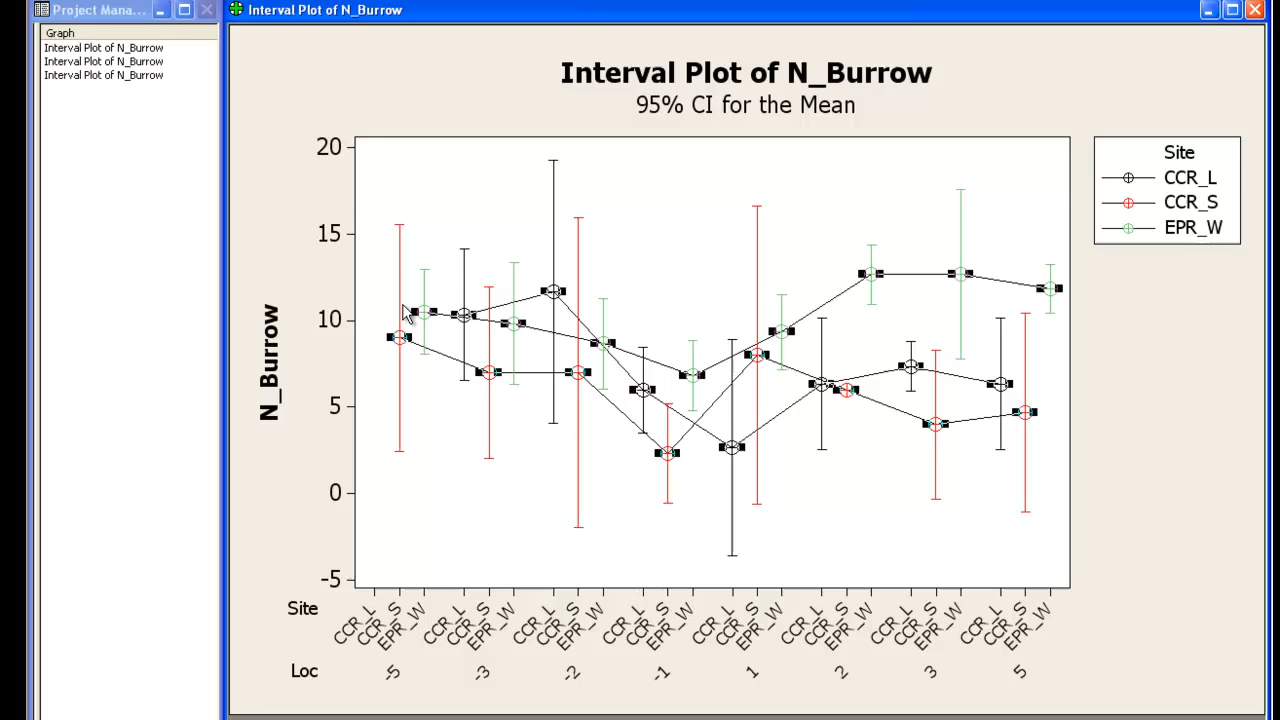 Project Mana...
Interval Plot of N_Burrow
Graph
Interval Plot of N_Burrow
Interval Plot of N_Burrow
Interval Plot of N_Burrow
Interval Plot of N_Burrow
95% CI for the Mean
20
15
10
5
0
-5
N_Burrow
Site
CCR_L
CCR_S
EPR_W
Site
CCR_L CCR_S EPR_W CCR_L CCR_S EPR_W CCR_L CCR_S EPR_W CCR_L CCR_S EPR_W CCR_L CCR_S EPR_W CCR_L CCR_S EPR_W CCR_L CCR_S EPR_W CCR_L CCR_S EPR_W
Loc -5 -3 -2 -1 1 2 3 5